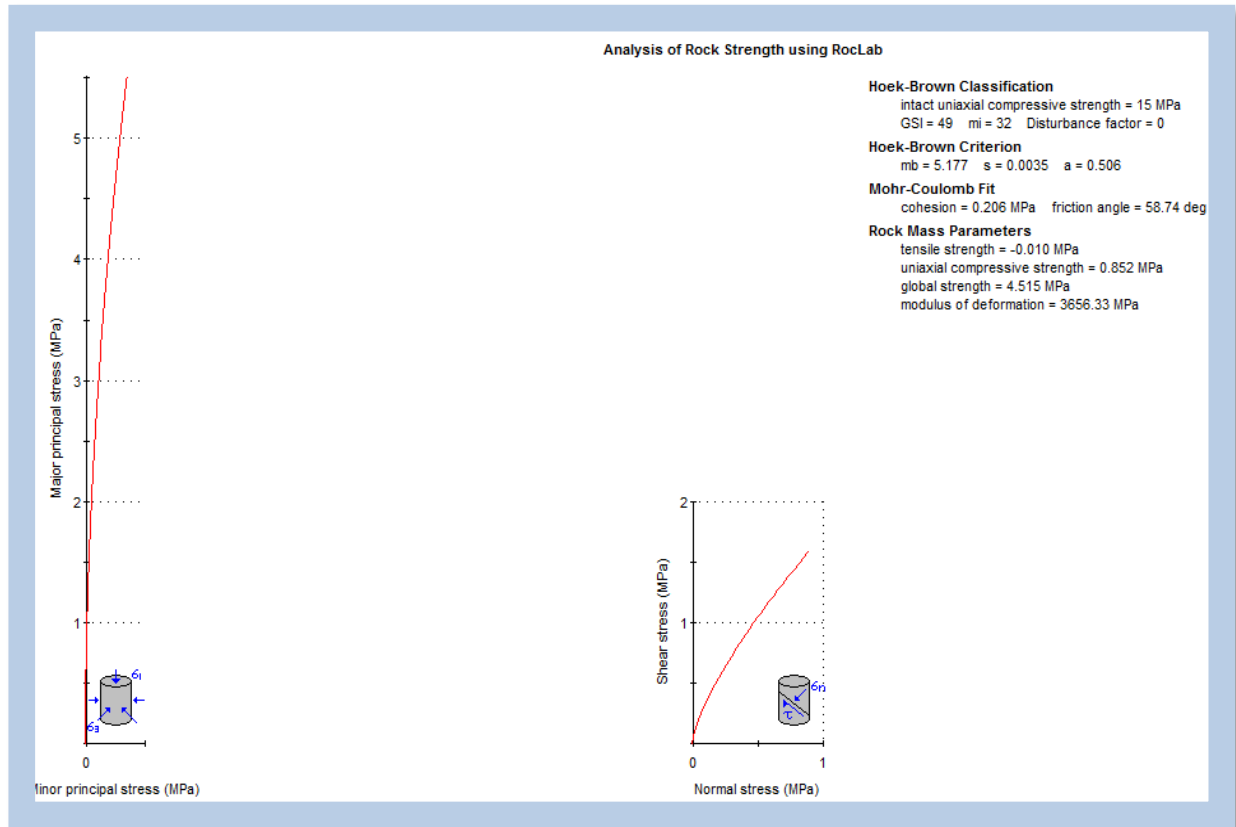 Analysis of Rock Strength using RocLab
Hoek-Brown Classification
intact uniaxial compressive strength = 15 MPa
GSI = 49 mi = 32 Disturbance factor = 0
Hoek-Brown Criterion
mb = 5.177 s = 0.0035 a = 0.506
Mohr-Coulomb Fit
cohesion = 0.206 MPa friction angle = 58.74 deg
Rock Mass Parameters
tensile strength = -0.010 MPa
uniaxial compressive strength = 0.852 MPa
global strength = 4.515 MPa
modulus of deformation = 3656.33 MPa
Major principal stress (MPa)
5
4
3
2
1
σ1
σ3
0
Minor principal stress (MPa)
Shear stress (MPa)
2
1
σn
τ
0
1
Normal stress (MPa)